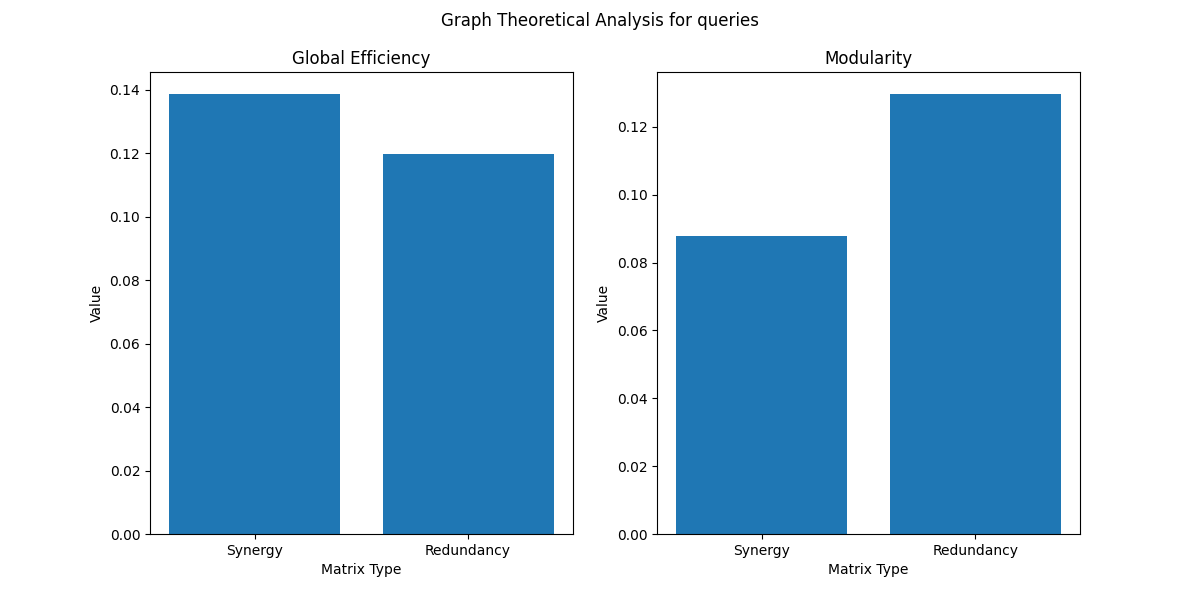 Graph Theoretical Analysis for queries
Global Efficiency
0.14
0.12
0.10
0.08
0.06
0.04
0.02
0.00
Value
Synergy Redundancy
Matrix Type
Modularity
0.12
0.10
0.08
0.06
0.04
0.02
0.00
Value
Synergy Redundancy
Matrix Type